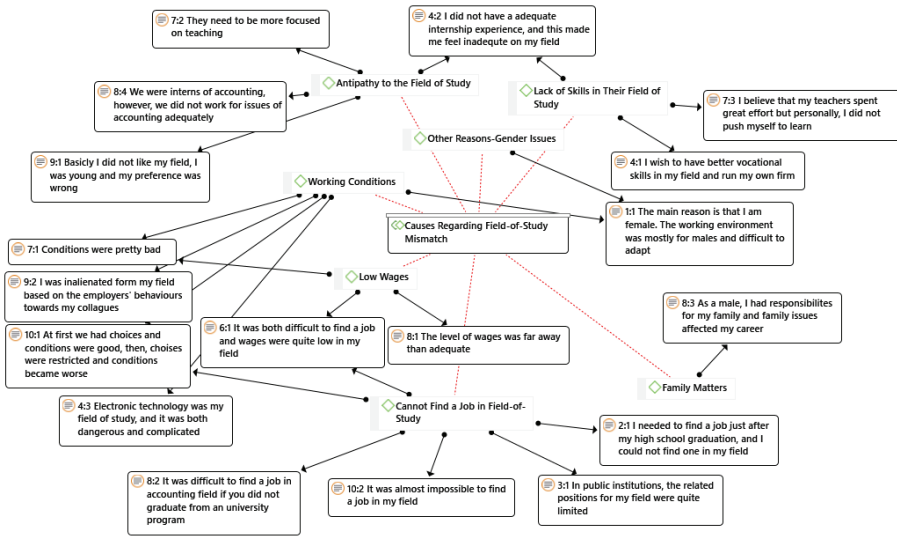 7:2 They need to be more focused
on teaching
4:2 I did not have a adequate
internship experience, and this made
me feel inadequte on my field
Antipathy to the Field of Study
Lack of Skills in Their Field of
Study
8:4 We were interns of accounting,
however, we did not work for issues of
accounting adequately
7:3 I believe that my teachers spent
great effort but personally, I did not
push myself to learn
Other Reasons-Gender Issues
9:1 Basicly I did not like my field, I
was young and my preference was
wrong
4:1 I wish to have better vocational
skills in my field and run my own firm
Working Conditions
1:1 The main reason is that I am
female. The working environment
was mostly for males and difficult to
adapt
Causes Regarding Field-of-Study
Mismatch
7:1 Conditions were pretty bad
Low Wages
9:2 I was inalienated form my field
based on the employers' behaviours
towards my collagues
8:3 As a male, I had responsibilites
for my family and family issues
affected my career
10:1 At first we had choices and
conditions were good, then, choises
were restricted and conditions
became worse
6:1 It was both difficult to find a job
and wages were quite low in my
field
8:1 The level of wages was far away
than adequate
Family Matters
4:3 Electronic technology was my
field of study, and it was both
dangerous and complicated
Cannot Find a Job in Field-of-
Study
2:1 I needed to find a job just after
my high school graduation, and I
could not find one in my field
8:2 It was difficult to find a job in
accounting field if you did not
graduate from an university
program
10:2 It was almost impossible to find
a job in my field
3:1 In public institutions, the related
positions for my field were quite
limited